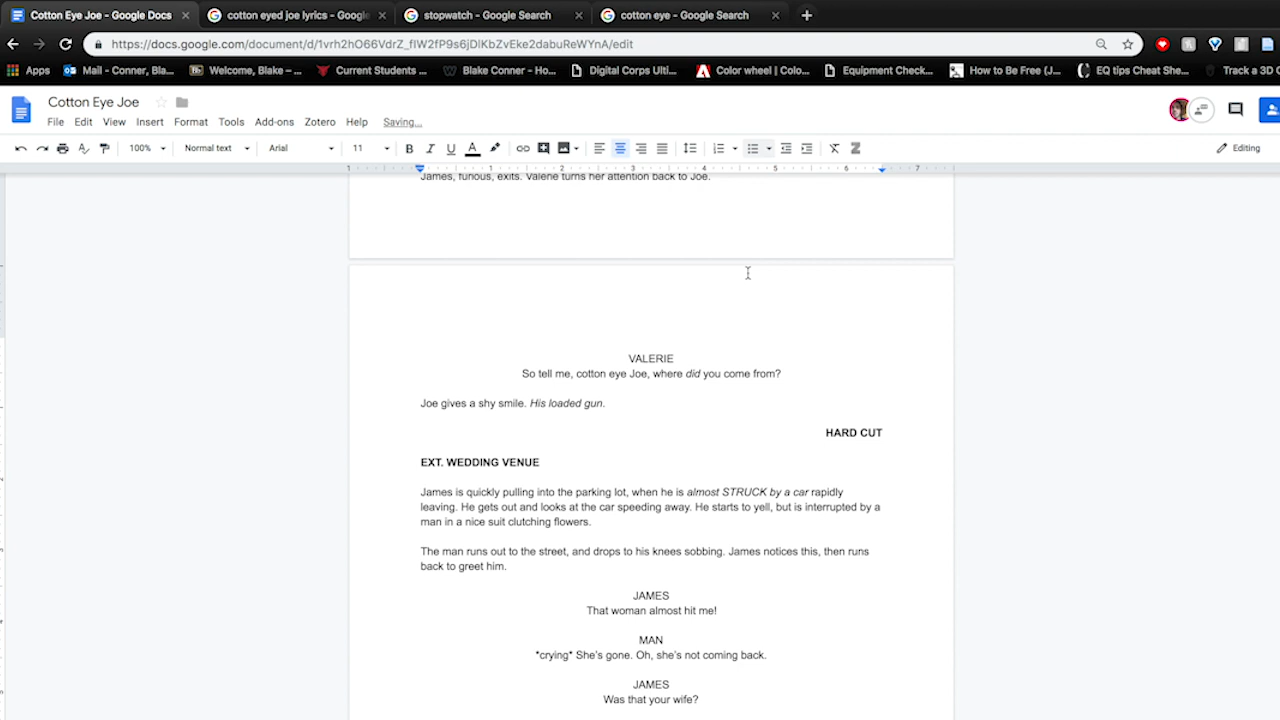 Cotton Eye Joe - Google Docs
cotton eyed joe lyrics - Google
stopwatch - Google Search
cotton eye - Google Search
https://docs.google.com/document/d/1vrh2hO66VdrZ_fIW2fP9s6jDlKbZvEke2dabuReWYnA/edit
Apps
Mail - Conner, Bla...
Welcome, Blake – ...
Current Students ...
Blake Conner - Ho...
Digital Corps Ulti...
Color wheel | Colo...
Equipment Check...
How to Be Free (J...
EQ tips Cheat She...
Track a 3D
Cotton Eye Joe
File Edit View Insert Format Tools Add-ons Zotero Help Saving...
100% Normal text Arial 11 B I U A Z Editing
1 1 2 3 4 5 6 7
James, furious, exits. Valerie turns her attention back to Joe.
VALERIE
So tell me, cotton eye Joe, where did you come from?
Joe gives a shy smile. His loaded gun.
HARD CUT
EXT. WEDDING VENUE
James is quickly pulling into the parking lot, when he is almost STRUCK by a car rapidly
leaving. He gets out and looks at the car speeding away. He starts to yell, but is interrupted by a
man in a nice suit clutching flowers.
The man runs out to the street, and drops to his knees sobbing. James notices this, then runs
back to greet him.
JAMES
That woman almost hit me!
MAN
*crying* She's gone. Oh, she's not coming back.
JAMES
Was that your wife?